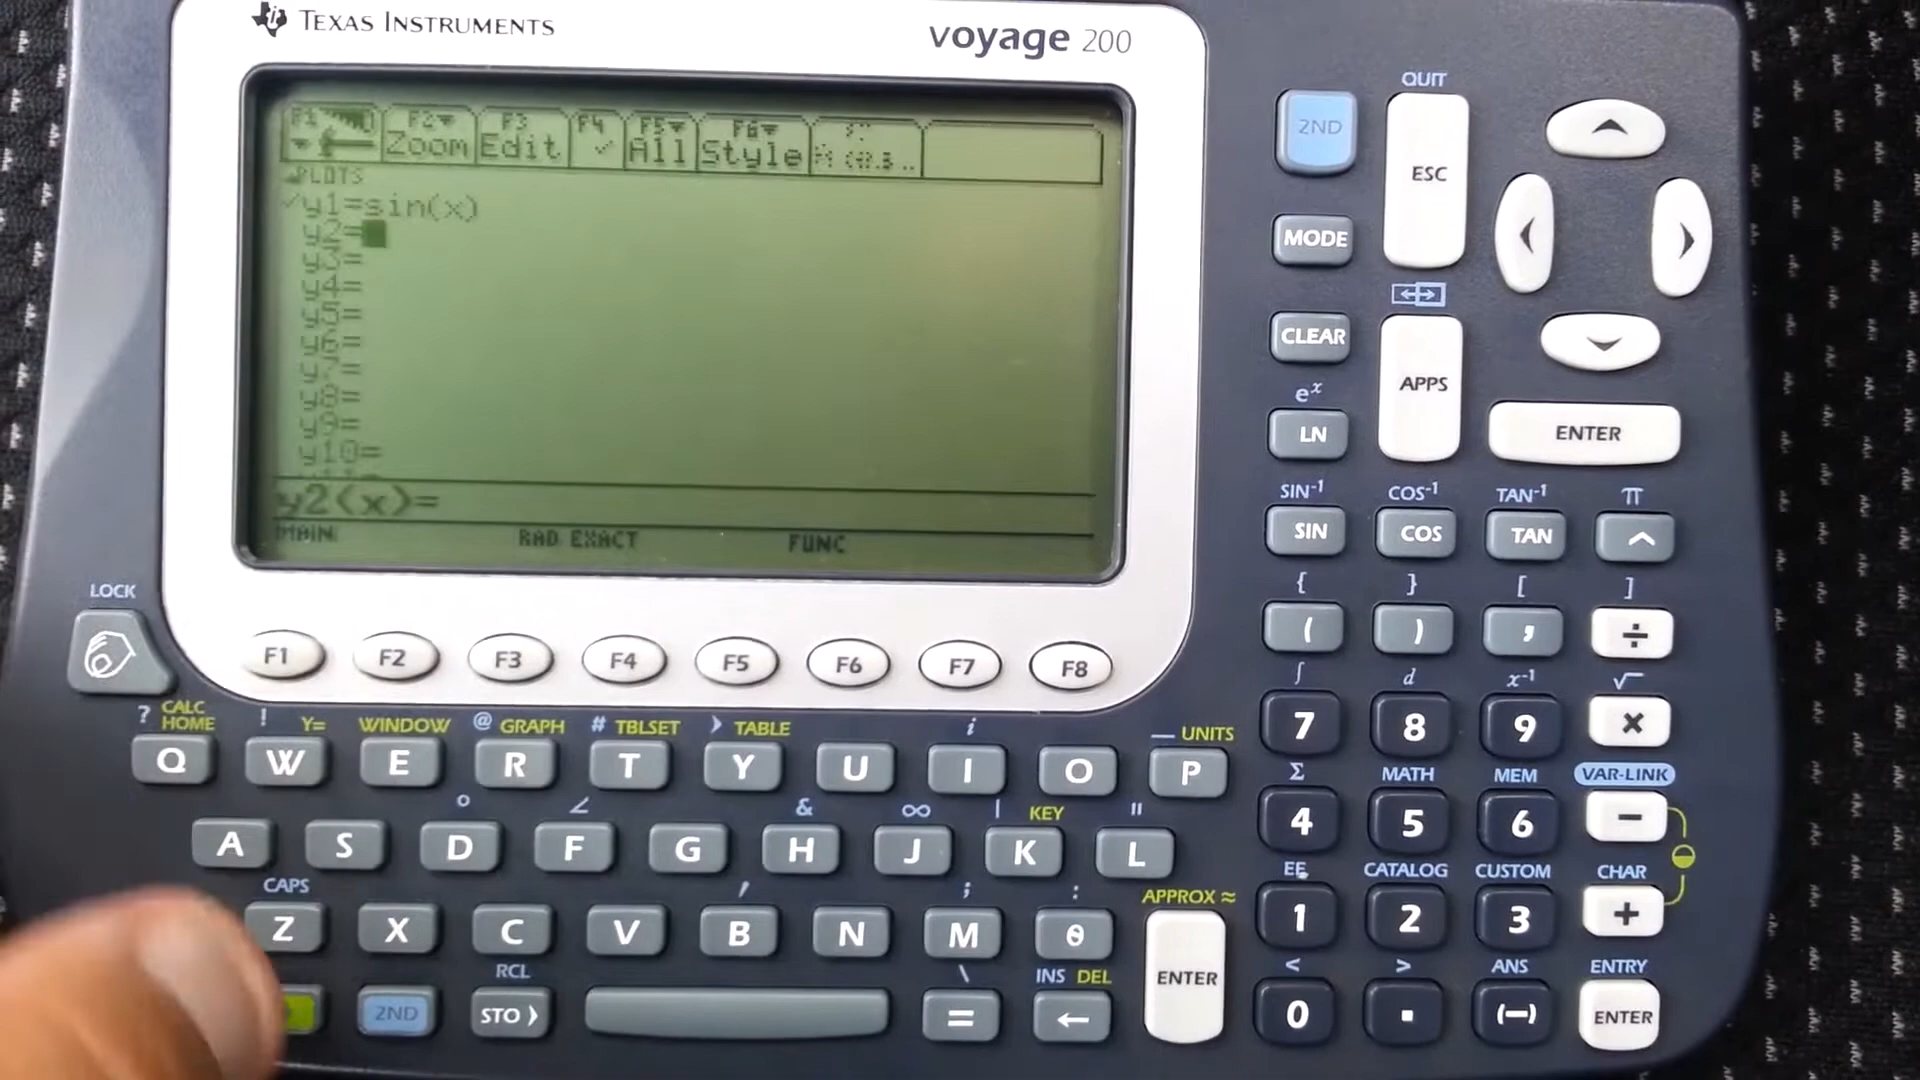 TEXAS INSTRUMENTS
voyage 200
F1 F2 F3 F4 F5 F6
Zoom Edit All Style
PLOTS
y1=sin(x)
y2=
y3=
y4=
y5=
y6=
y7=
y8=
y9=
y10=
y2(x)=
MAIN RAD EXACT FUNC
F1 F2 F3 F4 F5 F6 F7 F8
QUIT
2ND ESC
MODE
CLEAR APPS
eˣ
LN ENTER
SIN⁻¹ COS⁻¹ TAN⁻¹ π
SIN COS TAN ^
{ } [ ]
( ) , ÷
∫ d x⁻¹ √
7 8 9 ×
Σ MATH MEM VAR-LINK
4 5 6 −
EE CATALOG CUSTOM CHAR
1 2 3 +
< > ANS ENTRY
0 . (−) ENTER
LOCK
? CALC HOME ! Y= WINDOW @ GRAPH # TBLSET › TABLE i _ UNITS
Q W E R T Y U I O P
° ∠ & ∞ | KEY "
A S D F G H J K L
CAPS ′ ; : APPROX ≈
Z X C V B N M θ ENTER
RCL \ INS DEL
2ND STO › = ←